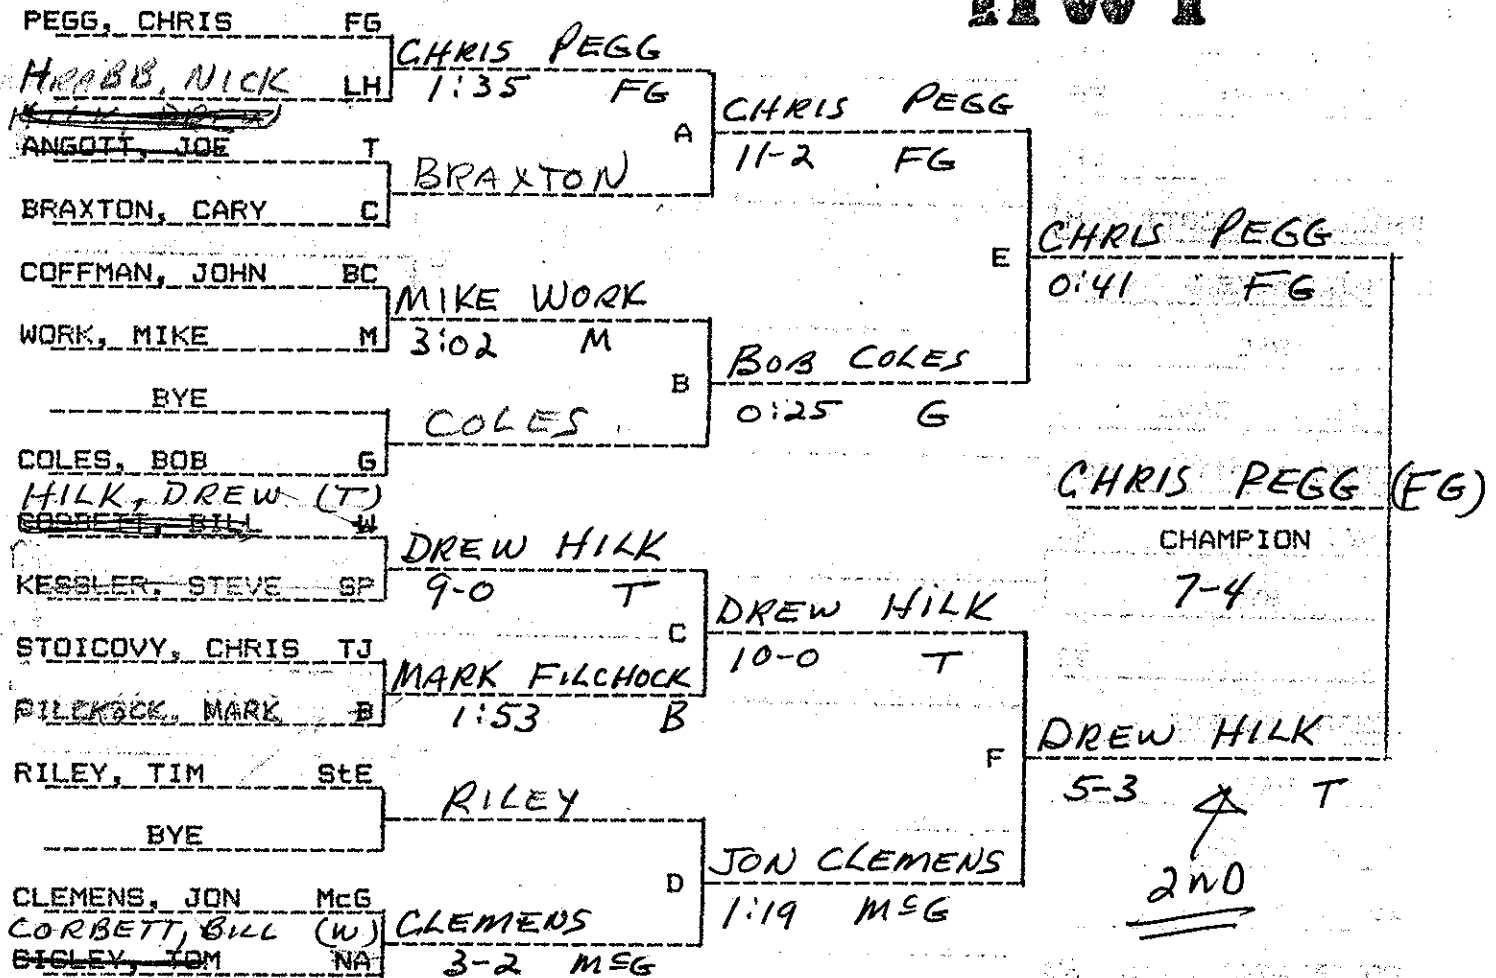 HWT
PEGG, CHRIS FG
HRABB, NICK LH
ANGOTT, JOE T
BRAXTON, CARY C
COFFMAN, JOHN BC
WORK, MIKE M
BYE
COLES, BOB G
HILK, DREW (T)
CORBETT, BILL W
KESSLER, STEVE SP
STOICOVY, CHRIS TJ
PILCKOCK, MARK B
RILEY, TIM StE
BYE
CLEMENS, JON McG
CORBETT, BILL (W)
SIGLEY, TOM NA
CHRIS PEGG
1:35 FG
BRAXTON
MIKE WORK
3:02 M
COLES
DREW HILK
9-0 T
MARK FILCHOCK
1:53 B
RILEY
CLEMENS
3-2 McG
A
B
C
D
CHRIS PEGG
11-2 FG
BOB COLES
0:25 G
DREW HILK
10-0 T
JON CLEMENS
1:19 McG
E
F
CHRIS PEGG
0:41 FG
DREW HILK
5-3 T
2ND
CHRIS PEGG (FG)
CHAMPION
7-4